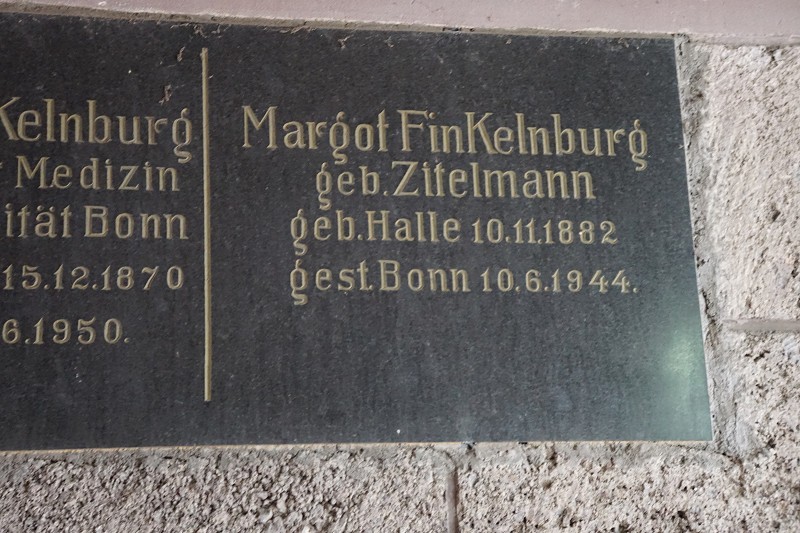 Kelnburg
Medizin
ität Bonn
15.12.1870
6.1950.
Margot FinKelnburg
geb. Zitelmann
geb. Halle 10.11.1882
gest. Bonn 10.6.1944.